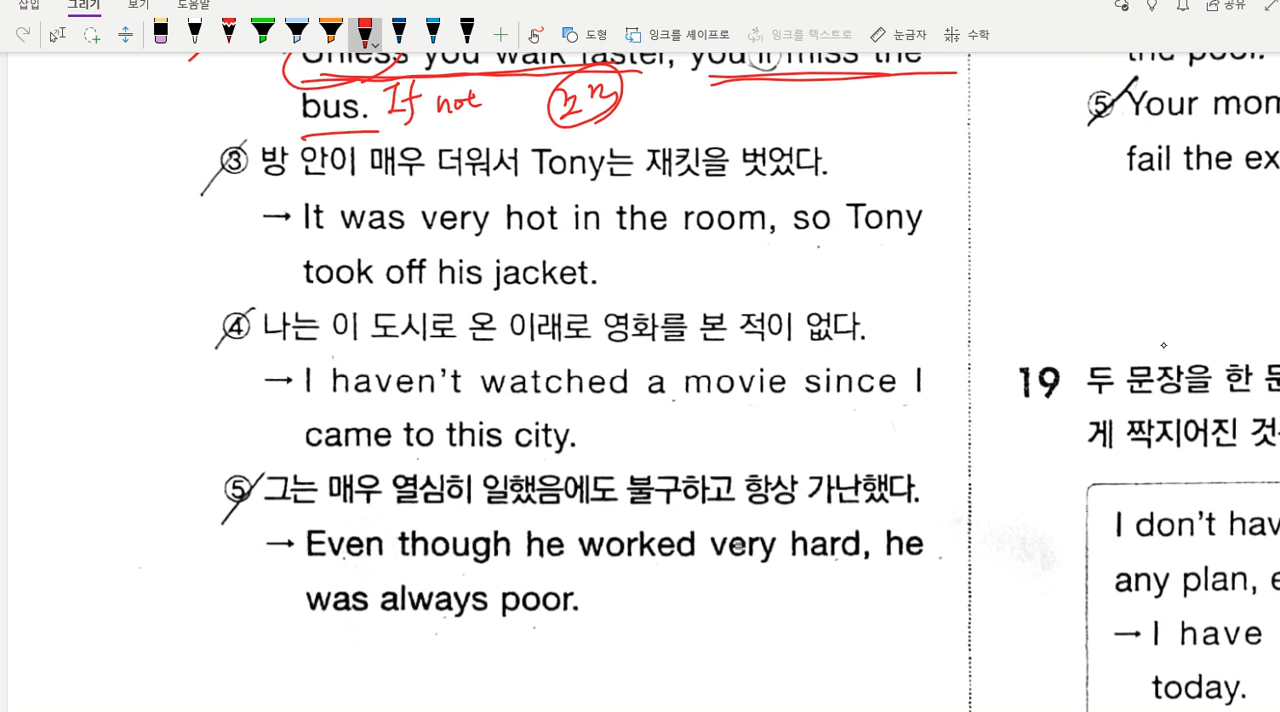 삽입 그리기 보기 도움말
공유
도형 잉크를 셰이프로 잉크를 텍스트로 눈금자 수학
Unless you walk faster, you'll miss the
bus. If not
③ 방 안이 매우 더워서 Tony는 재킷을 벗었다.
→ It was very hot in the room, so Tony
took off his jacket.
④ 나는 이 도시로 온 이래로 영화를 본 적이 없다.
→ I haven't watched a movie since I
came to this city.
⑤ 그는 매우 열심히 일했음에도 불구하고 항상 가난했다.
→ Even though he worked very hard, he
was always poor.
the poor.
⑤ Your mom
fail the ex
19 두 문장을 한 문
게 짝지어진 것
I don't hav
any plan, e
→ I have
today.